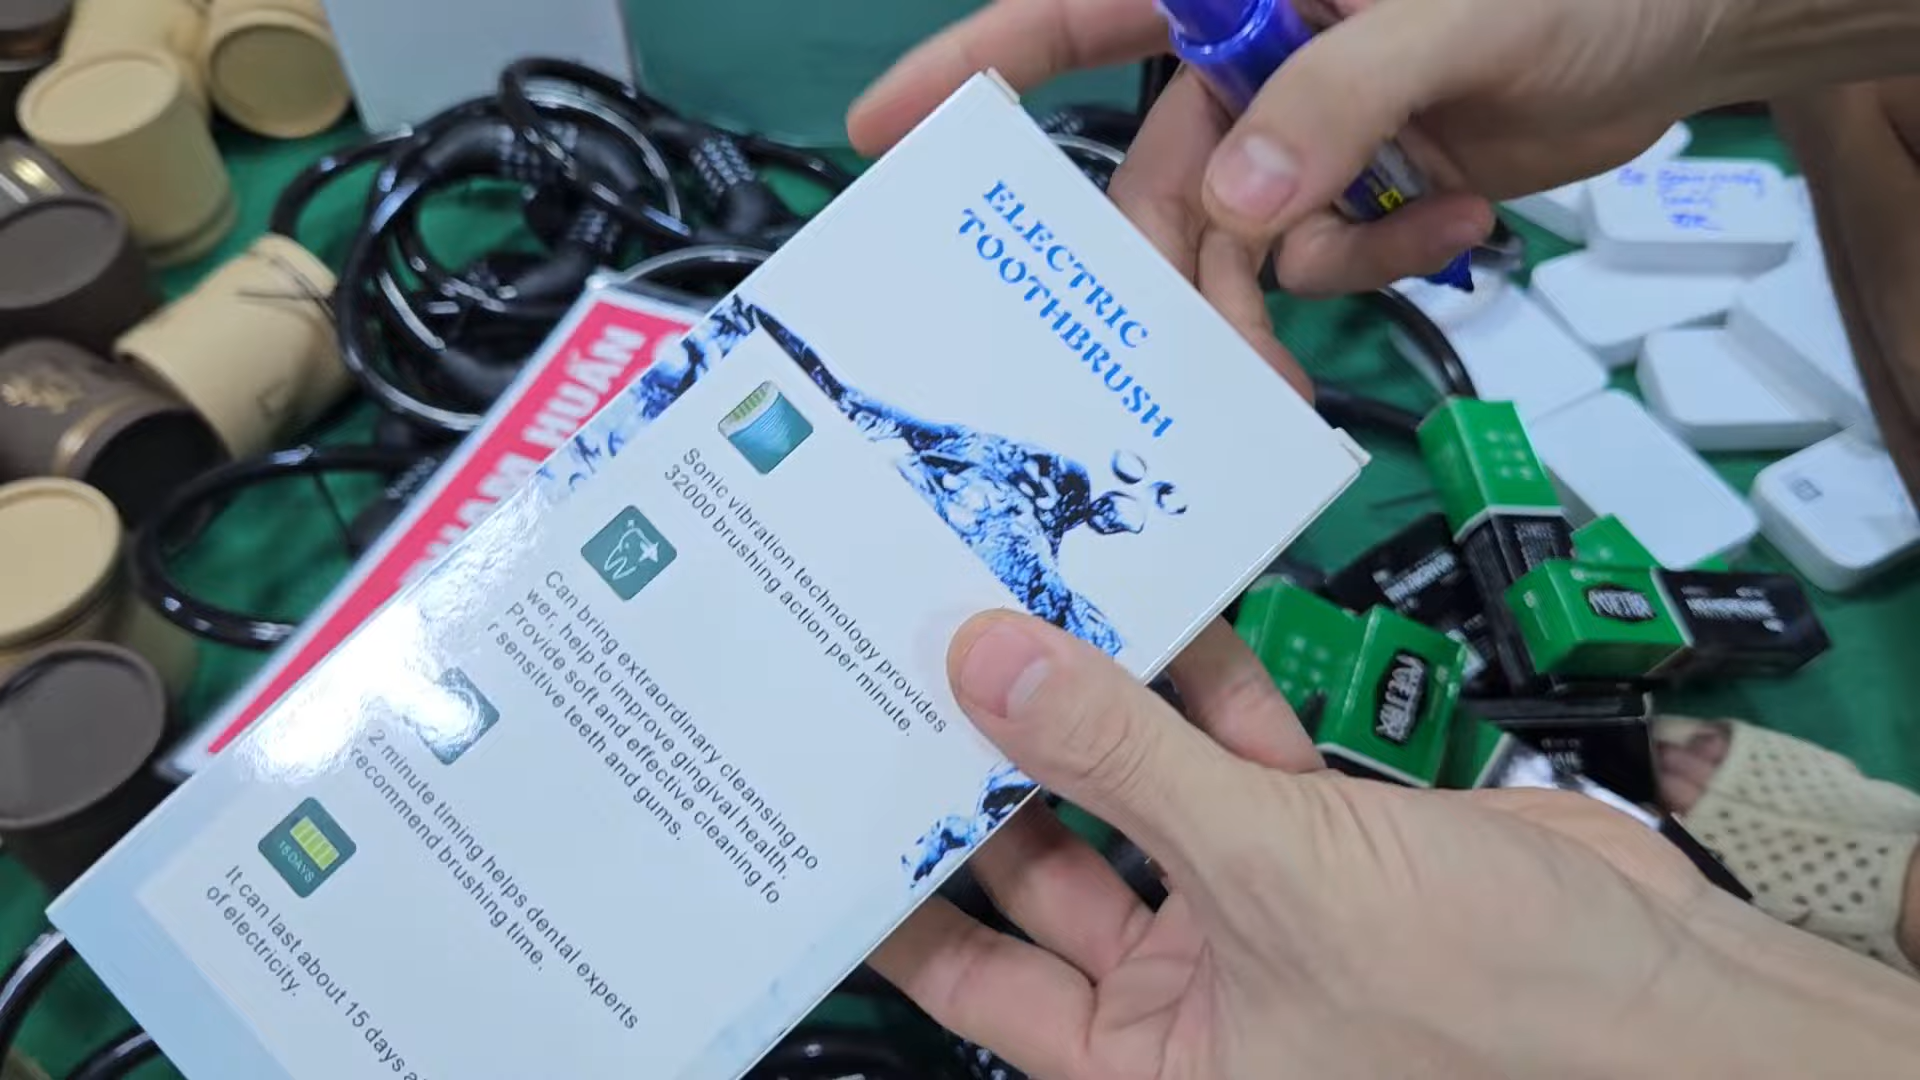 ELECTRIC
TOOTHBRUSH
Sonic vibration technology provides
32000 brushing action per minute.
Can bring extraordinary cleansing po
wer, help to improve gingival health,
Provide soft and effective cleaning fo
r sensitive teeth and gums.
2 minute timing helps dental experts
recommend brushing time.
15 DAYS
It can last about 15 days a
of electricity.
HAM HUẤN